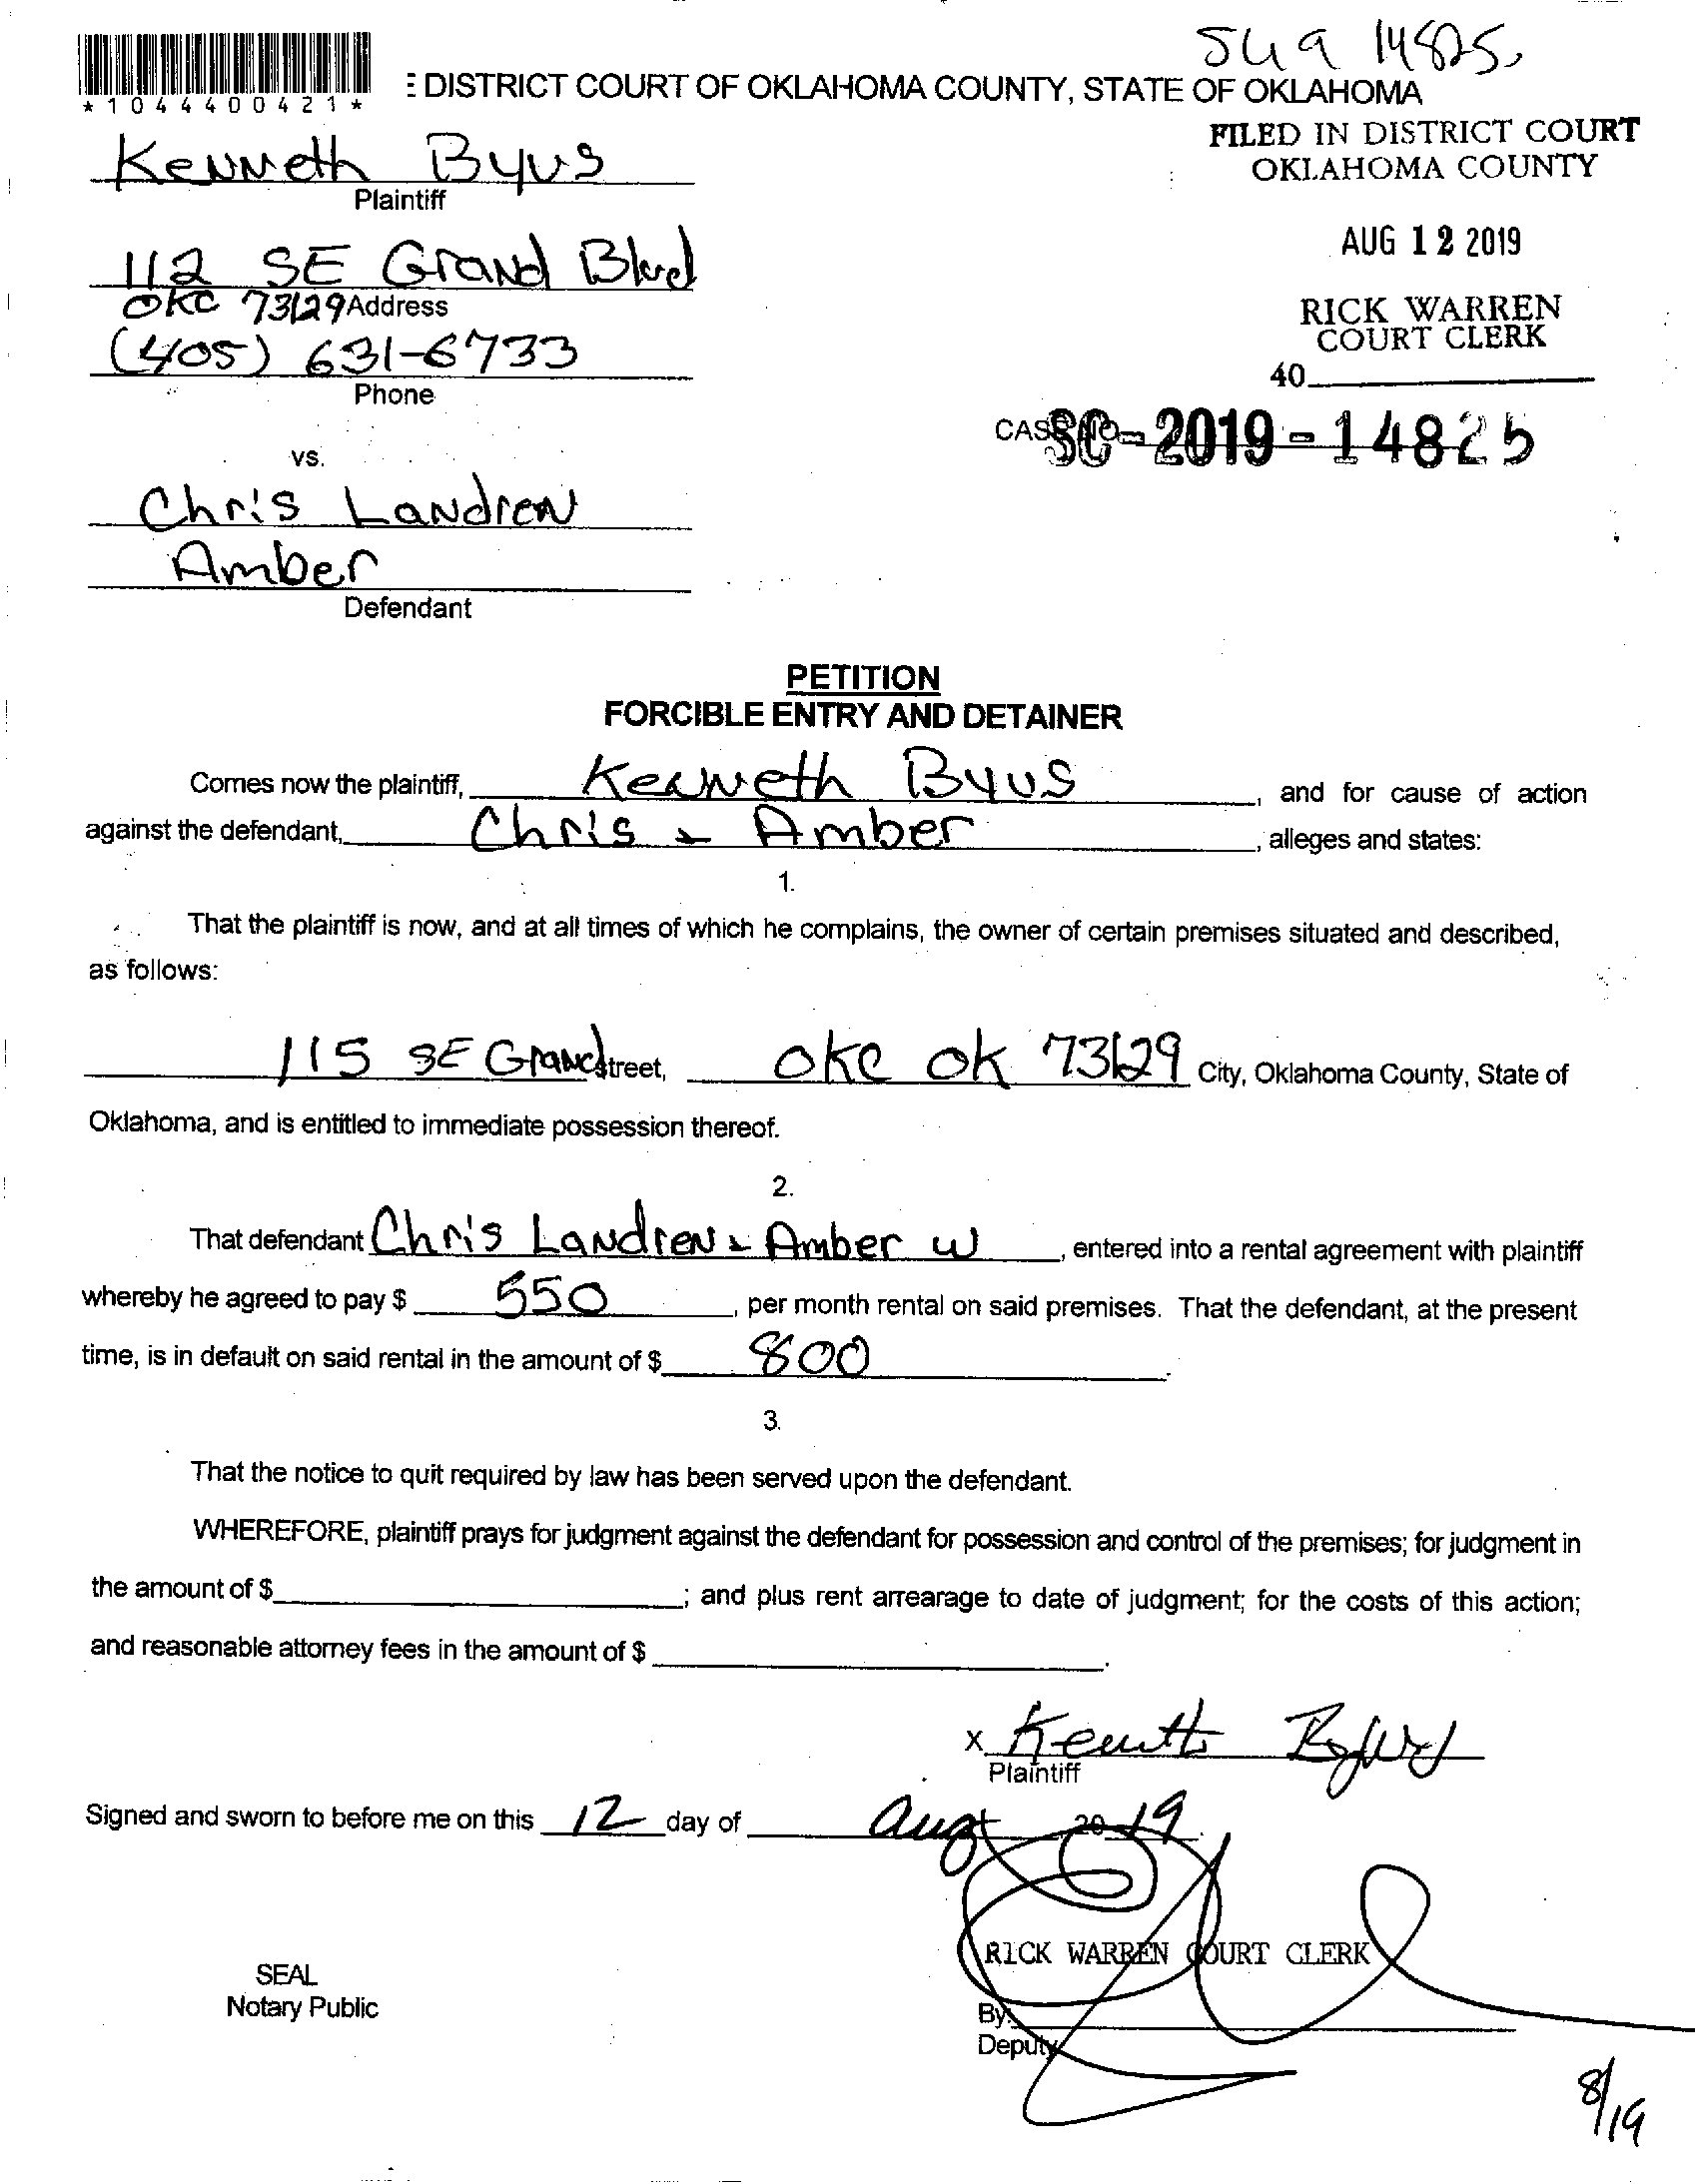 549 14825
*1044400421*
E DISTRICT COURT OF OKLAHOMA COUNTY, STATE OF OKLAHOMA
FILED IN DISTRICT COURT
OKLAHOMA COUNTY
Kenneth Byus
Plaintiff
AUG 12 2019
112 SE Grand Blvd
OKC 73129 Address
RICK WARREN
COURT CLERK
(405) 631-6733
Phone
40
CASE NO. SC-2019-14825
vs.
Chris Landren
Amber
Defendant
PETITION
FORCIBLE ENTRY AND DETAINER
Comes now the plaintiff, Kenneth Byus, and for cause of action
against the defendant, Chris & Amber, alleges and states:
1.
That the plaintiff is now, and at all times of which he complains, the owner of certain premises situated and described,
as follows:
115 SE Grand Street, OKC OK 73129 City, Oklahoma County, State of
Oklahoma, and is entitled to immediate possession thereof.
2.
That defendant Chris Landren & Amber W, entered into a rental agreement with plaintiff
whereby he agreed to pay $ 550, per month rental on said premises. That the defendant, at the present
time, is in default on said rental in the amount of $ 800.
3.
That the notice to quit required by law has been served upon the defendant.
WHEREFORE, plaintiff prays for judgment against the defendant for possession and control of the premises; for judgment in
the amount of $ ; and plus rent arrearage to date of judgment; for the costs of this action;
and reasonable attorney fees in the amount of $ .
X Kenneth Byus
Plaintiff
Signed and sworn to before me on this 12 day of Aug 20 19
RICK WARREN COURT CLERK
SEAL
Notary Public
By:
Deputy
8/19